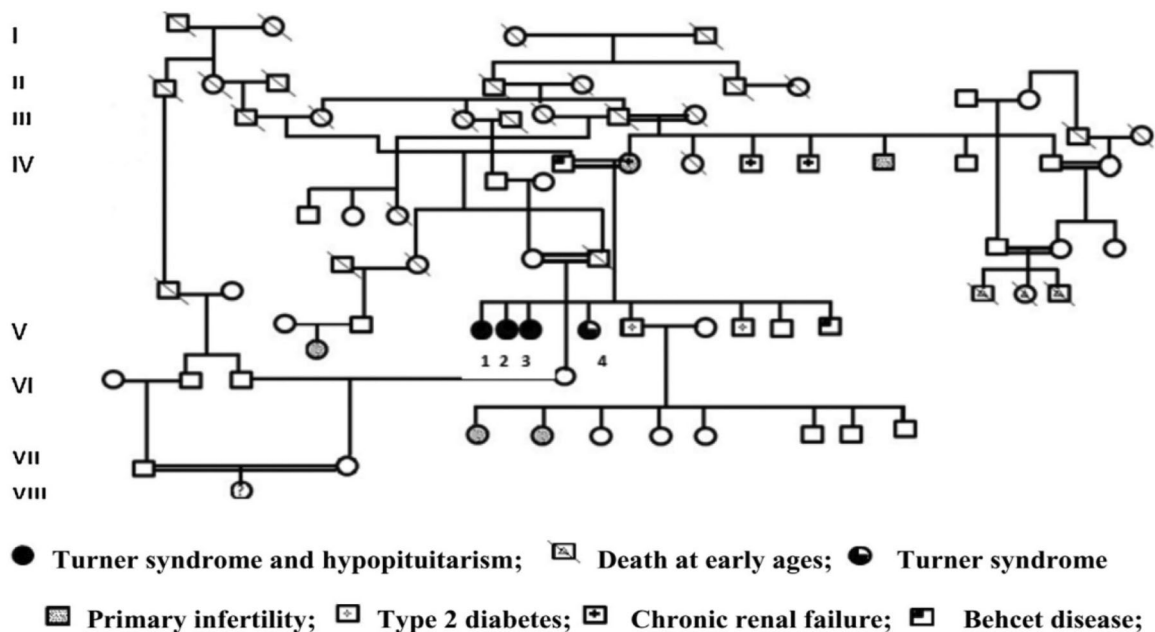 I
II
III
IV
V
1 2 3 4
VI
VII
VIII
?
Turner syndrome and hypopituitarism; Death at early ages; Turner syndrome
Primary infertility; Type 2 diabetes; Chronic renal failure; Behcet disease;